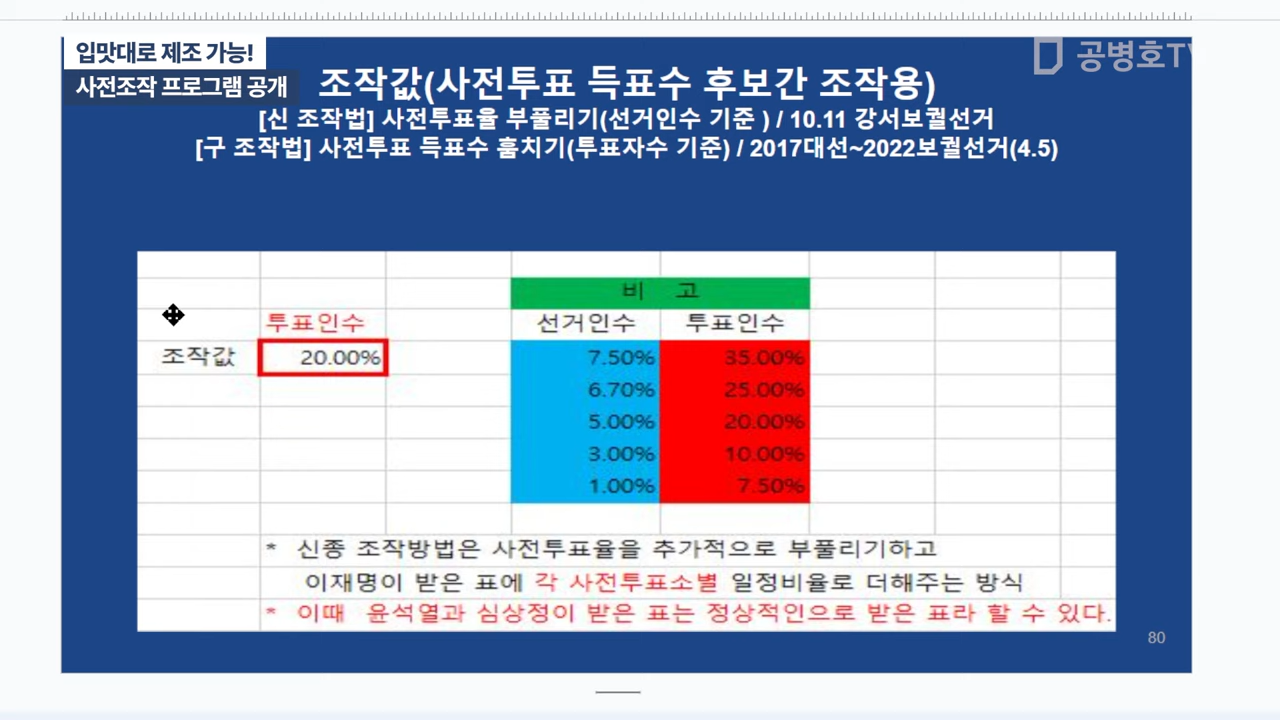 입맛대로 제조 가능!
사전조작 프로그램 공개
공병호TV
조작값(사전투표 득표수 후보간 조작용)
[신 조작법] 사전투표율 부풀리기(선거인수 기준 ) / 10.11 강서보궐선거
[구 조작법] 사전투표 득표수 훔치기(투표자수 기준) / 2017대선~2022보궐선거(4.5)
비 고
투표인수 선거인수 투표인수
조작값 20.00% 7.50% 35.00%
6.70% 25.00%
5.00% 20.00%
3.00% 10.00%
1.00% 7.50%
* 신종 조작방법은 사전투표율을 추가적으로 부풀리기하고
이재명이 받은 표에 각 사전투표소별 일정비율로 더해주는 방식
* 이때 윤석열과 심상정이 받은 표는 정상적인으로 받은 표라 할 수 있다.
80